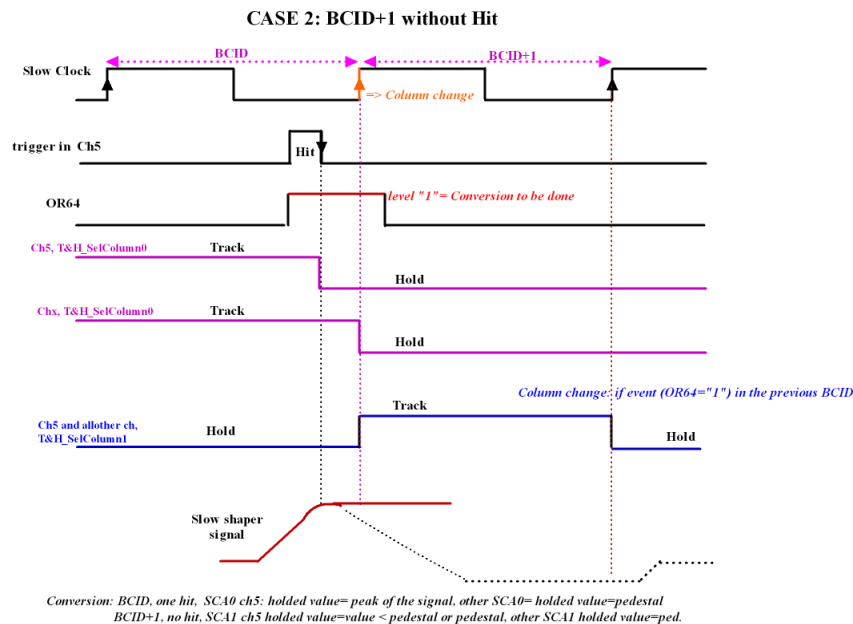 CASE 2: BCID+1 without Hit
BCID
BCID+1
Slow Clock
=> Column change
trigger in Ch5
Hit
OR64
level "1"= Conversion to be done
Ch5, T&H_SelColumn0
Track
Hold
Chx, T&H_SelColumn0
Track
Hold
Column change: if event (OR64="1") in the previous BCID
Track
Ch5 and allother ch,
T&H_SelColumn1
Hold
Hold
Slow shaper
signal
Conversion: BCID, one hit, SCA0 ch5: holded value= peak of the signal, other SCA0= holded value=pedestal
BCID+1, no hit, SCA1 ch5 holded value=value < pedestal or pedestal, other SCA1 holded value=ped.